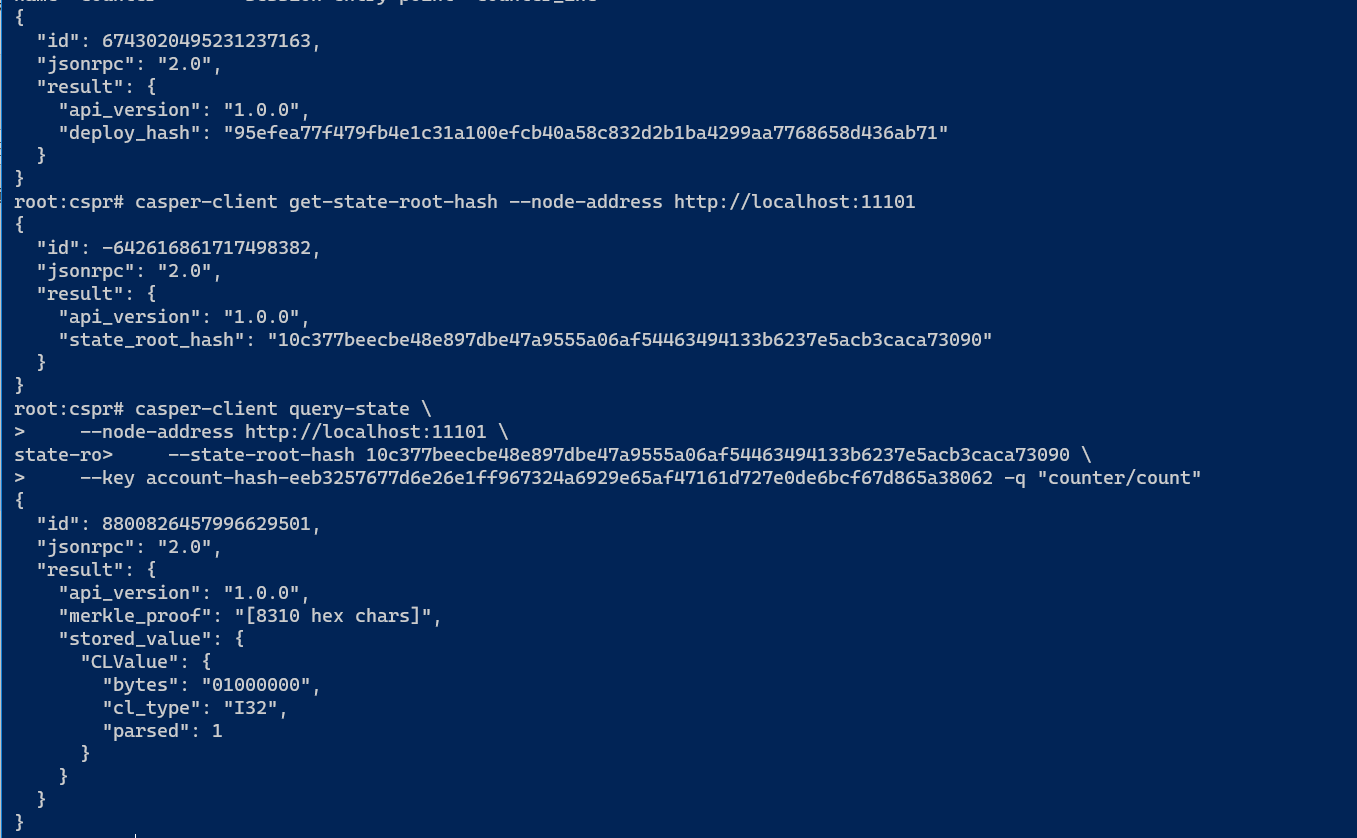 {
  "id": 6743020495231237163,
  "jsonrpc": "2.0",
  "result": {
    "api_version": "1.0.0",
    "deploy_hash": "95efea77f479fb4e1c31a100efcb40a58c832d2b1ba4299aa7768658d436ab71"
  }
}
root:cspr# casper-client get-state-root-hash --node-address http://localhost:11101
{
  "id": -642616861717498382,
  "jsonrpc": "2.0",
  "result": {
    "api_version": "1.0.0",
    "state_root_hash": "10c377beecbe48e897dbe47a9555a06af54463494133b6237e5acb3caca73090"
  }
}
root:cspr# casper-client query-state \
>     --node-address http://localhost:11101 \
state-ro>     --state-root-hash 10c377beecbe48e897dbe47a9555a06af54463494133b6237e5acb3caca73090 \
>     --key account-hash-eeb3257677d6e26e1ff967324a6929e65af47161d727e0de6bcf67d865a38062 -q "counter/count"
{
  "id": 8800826457996629501,
  "jsonrpc": "2.0",
  "result": {
    "api_version": "1.0.0",
    "merkle_proof": "[8310 hex chars]",
    "stored_value": {
      "CLValue": {
        "bytes": "01000000",
        "cl_type": "I32",
        "parsed": 1
      }
    }
  }
}